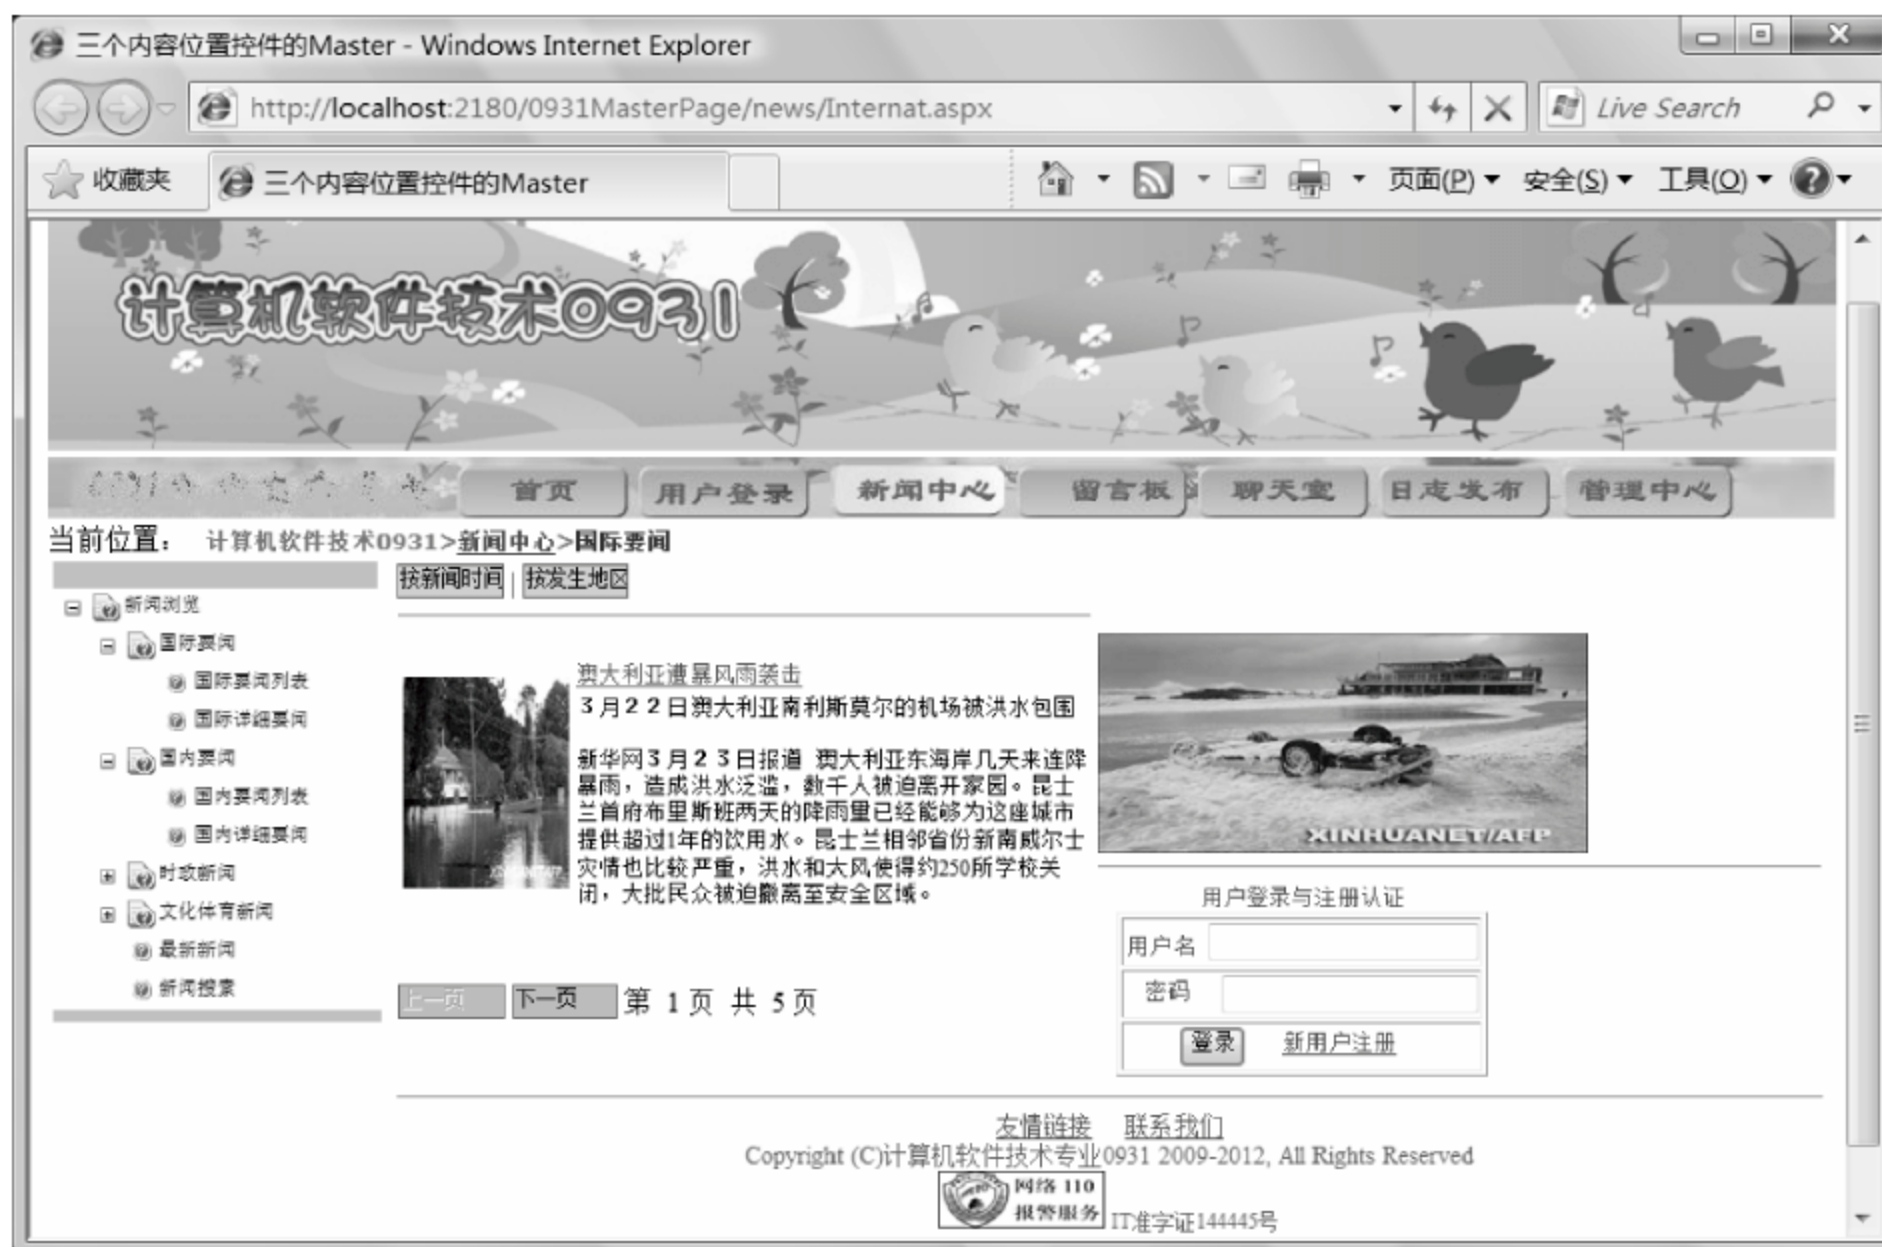 三个内容位置控件的Master - Windows Internet Explorer
http://localhost:2180/0931MasterPage/news/Internat.aspx
Live Search
收藏夹
三个内容位置控件的Master
页面(P)
安全(S)
工具(O)
计算机软件技术0931
首页
用户登录
新闻中心
留言板
聊天室
日志发布
管理中心
当前位置： 计算机软件技术0931>新闻中心>国际要闻
按新闻时间 | 按发生地区
新闻浏览
国际要闻
国际要闻列表
国际详细要闻
国内要闻
国内要闻列表
国内详细要闻
时政新闻
文化体育新闻
最新新闻
新闻搜索
澳大利亚遭暴风雨袭击
3月22日澳大利亚南利斯莫尔的机场被洪水包围
新华网3月23日报道 澳大利亚东海岸几天来连降
暴雨，造成洪水泛滥，数千人被迫离开家园。昆士
兰首府布里斯班两天的降雨量已经能够为这座城市
提供超过1年的饮用水。昆士兰相邻省份新南威尔士
灾情也比较严重，洪水和大风使得约250所学校关
闭，大批民众被迫撤离至安全区域。
上一页 下一页 第 1 页 共 5 页
XINHUANET/AFP
用户登录与注册认证
用户名
密码
登录 新用户注册
友情链接 联系我们
Copyright (C)计算机软件技术专业0931 2009-2012, All Rights Reserved
网络 110
报警服务
IT准字证144445号